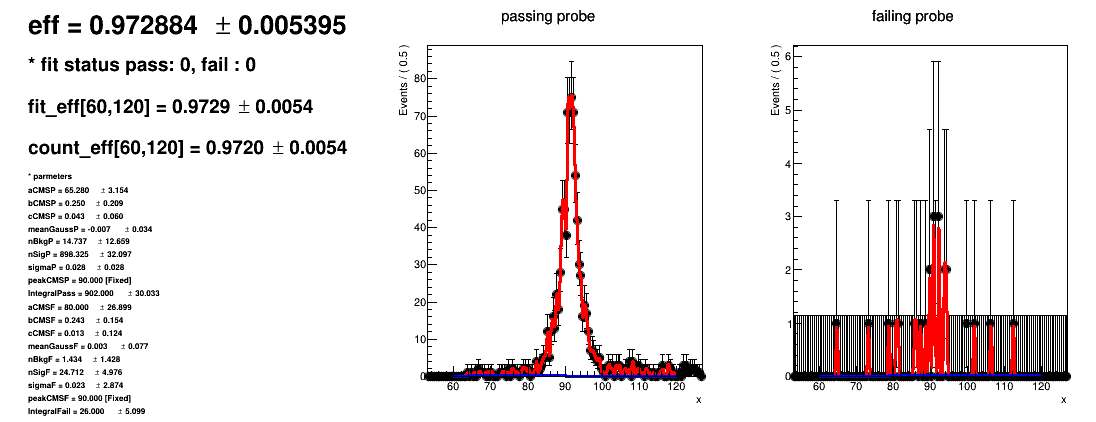 eff = 0.972884 ± 0.005395
* fit status pass: 0, fail : 0
fit_eff[60,120] = 0.9729 ± 0.0054
count_eff[60,120] = 0.9720 ± 0.0054
* parmeters
aCMSP = 65.280 ± 3.154
bCMSP = 0.250 ± 0.209
cCMSP = 0.043 ± 0.060
meanGaussP = -0.007 ± 0.034
nBkgP = 14.737 ± 12.659
nSigP = 898.325 ± 32.097
sigmaP = 0.028 ± 0.028
peakCMSP = 90.000 [Fixed]
IntegralPass = 902.000 ± 30.033
aCMSF = 80.000 ± 26.899
bCMSF = 0.243 ± 0.154
cCMSF = 0.013 ± 0.124
meanGaussF = 0.003 ± 0.077
nBkgF = 1.434 ± 1.428
nSigF = 24.712 ± 4.976
sigmaF = 0.023 ± 2.874
peakCMSF = 90.000 [Fixed]
IntegralFail = 26.000 ± 5.099
passing probe
Events / ( 0.5 )
80
70
60
50
40
30
20
10
0
60 70 80 90 100 110 120
x
failing probe
Events / ( 0.5 )
6
5
4
3
2
1
0
60 70 80 90 100 110 120
x